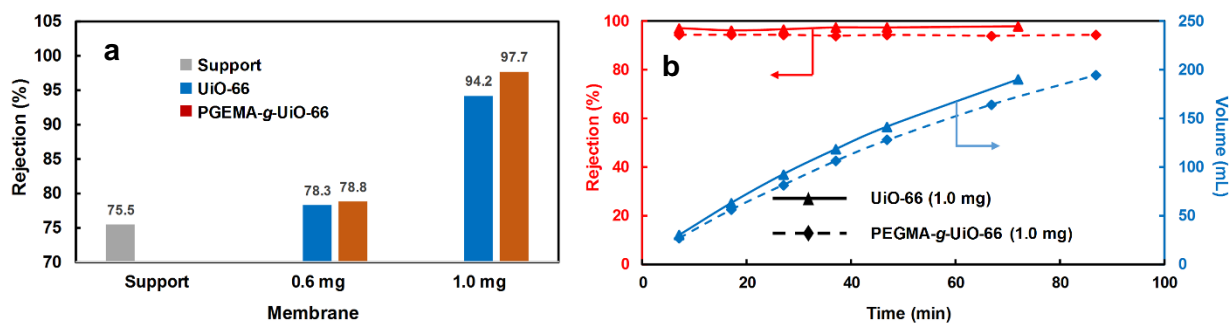 a
Rejection (%)
105
100
95
90
85
80
75
70
Support
UiO-66
PGEMA-g-UiO-66
75.5
78.3
78.8
94.2
97.7
Support
0.6 mg
1.0 mg
Membrane
b
Rejection (%)
100
80
60
40
20
0
Volume (mL)
250
200
150
100
50
0
UiO-66 (1.0 mg)
PEGMA-g-UiO-66 (1.0 mg)
0
20
40
60
80
100
Time (min)